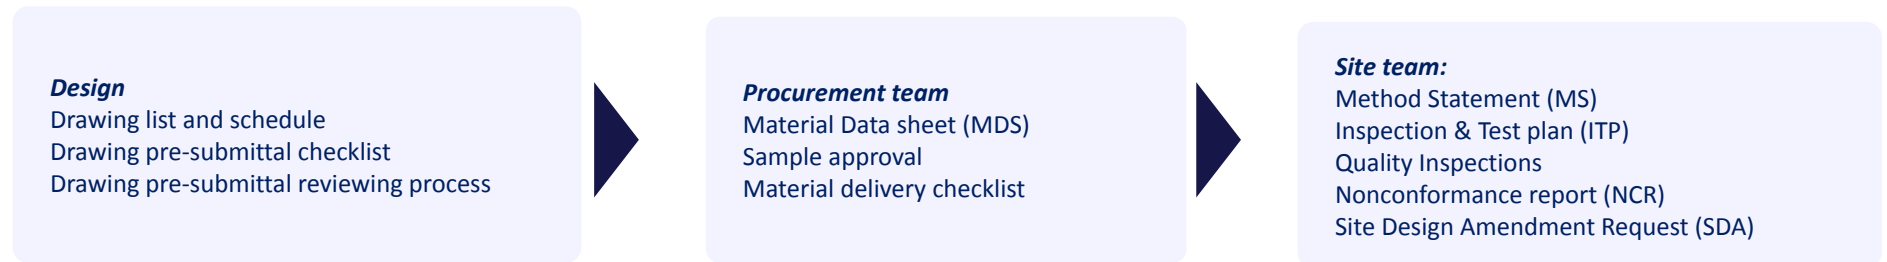 Design
Drawing list and schedule
Drawing pre-submittal checklist
Drawing pre-submittal reviewing process
Procurement team
Material Data sheet (MDS)
Sample approval
Material delivery checklist
Site team:
Method Statement (MS)
Inspection & Test plan (ITP)
Quality Inspections
Nonconformance report (NCR)
Site Design Amendment Request (SDA)